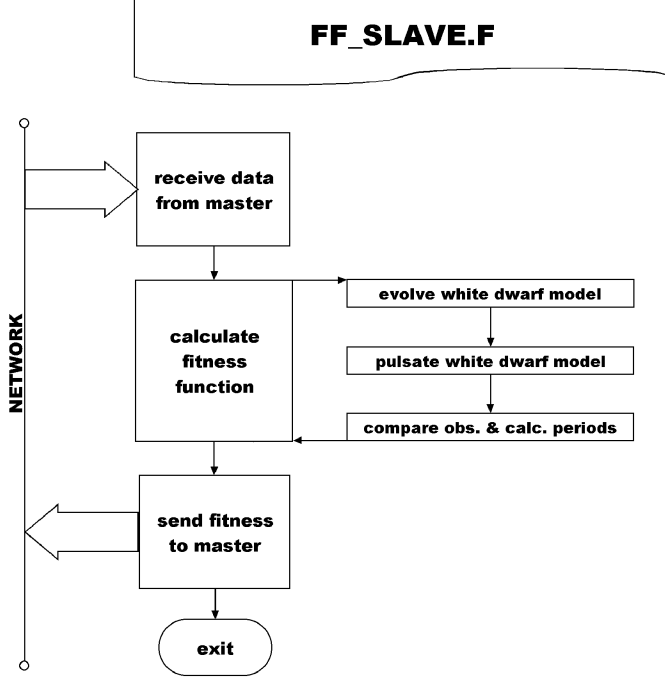 FF_SLAVE.F
receive data
from master
evolve white dwarf model
calculate
fitness
function
pulsate white dwarf model
compare obs. & calc. periods
NETWORK
send fitness
to master
exit